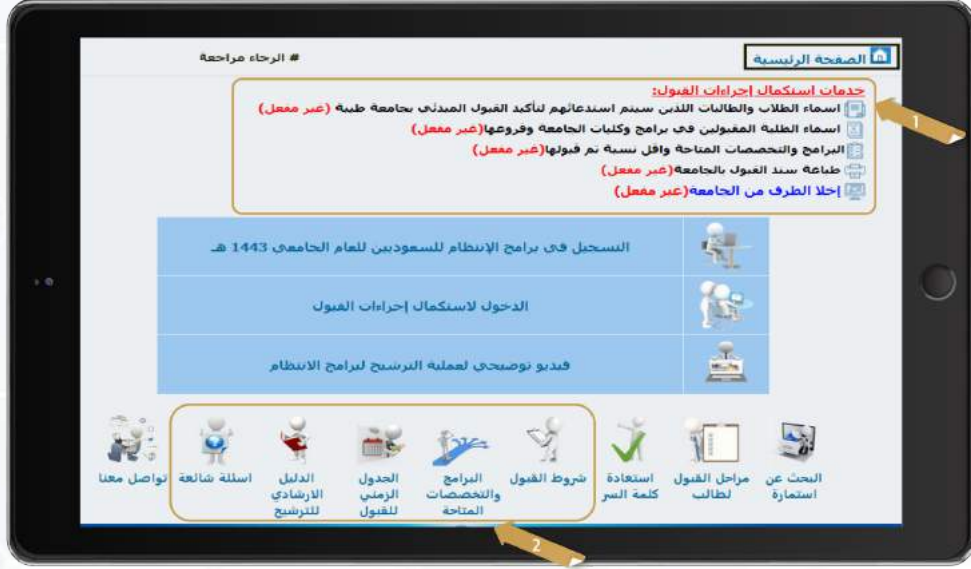 الصفحة الرئيسية
# الرجاء مراجعة
خدمات استكمال إجراءات القبول:
اسماء الطلاب والطالبات اللذين سيتم استدعائهم لتأكيد القبول المبدئي بجامعة طيبة (غير مفعل)
اسماء الطلبة المقبولين في برامج وكليات الجامعة وفروعها(غير مفعل)
البرامج والتخصصات المتاحة واقل نسبة تم قبولها(غير مفعل)
طباعة سند القبول بالجامعة(غير مفعل)
إخلا الطرف من الجامعة(غير مفعل)
1
التسجيل في برامج الإنتظام للسعوديين للعام الجامعي 1443 هـ
الدخول لاستكمال إجراءات القبول
فيديو توضيحي لعملية الترشيح لبرامج الانتظام
البحث عن استمارة
مراحل القبول لطالب
استعادة كلمة السر
شروط القبول
البرامج والتخصصات المتاحة
الجدول الزمني للقبول
الدليل الارشادي للترشيح
اسئلة شائعة
تواصل معنا
2